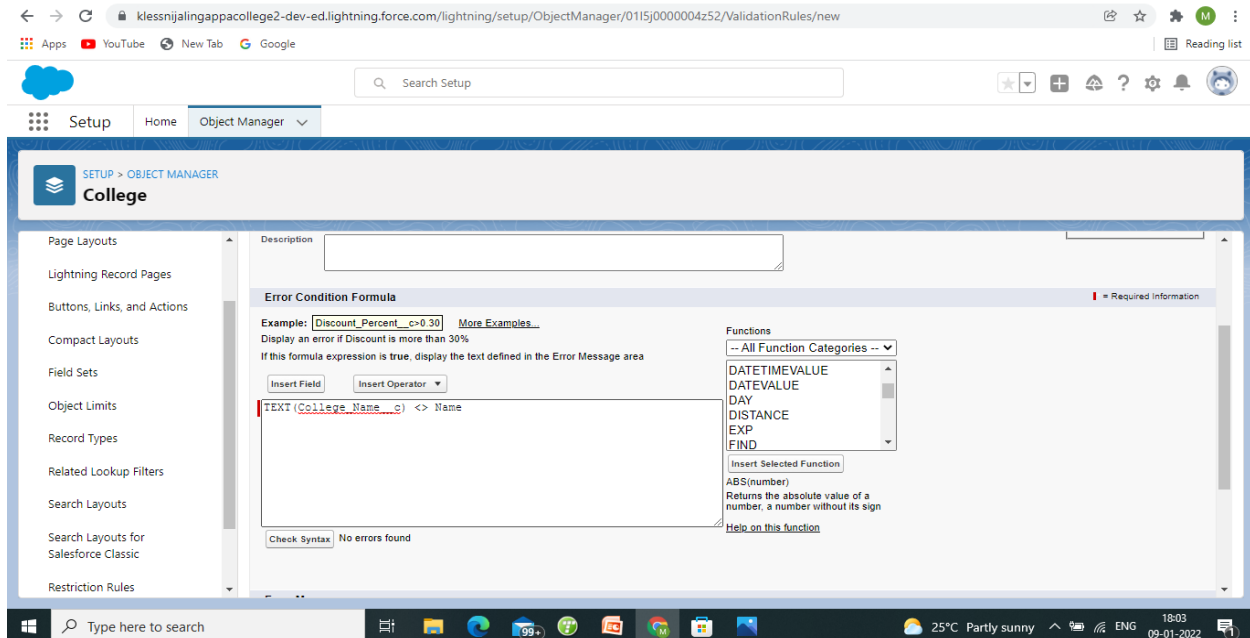 klessnijalingappacollege2-dev-ed.lightning.force.com/lightning/setup/ObjectManager/01I5j0000004z52/ValidationRules/new
M
Apps YouTube New Tab G Google Reading list
Search Setup
Setup Home Object Manager
SETUP > OBJECT MANAGER
College
Page Layouts
Lightning Record Pages
Buttons, Links, and Actions
Compact Layouts
Field Sets
Object Limits
Record Types
Related Lookup Filters
Search Layouts
Search Layouts for
Salesforce Classic
Restriction Rules
Description
Error Condition Formula = Required Information
Example: Discount_Percent__c>0.30 More Examples...
Display an error if Discount is more than 30%
If this formula expression is true, display the text defined in the Error Message area
Insert Field Insert Operator
TEXT(College_Name__c) <> Name
Check Syntax No errors found
Functions
-- All Function Categories --
DATETIMEVALUE
DATEVALUE
DAY
DISTANCE
EXP
FIND
Insert Selected Function
ABS(number)
Returns the absolute value of a
number, a number without its sign
Help on this function
Type here to search
99+
25°C Partly sunny ENG
18:03
09-01-2022
1